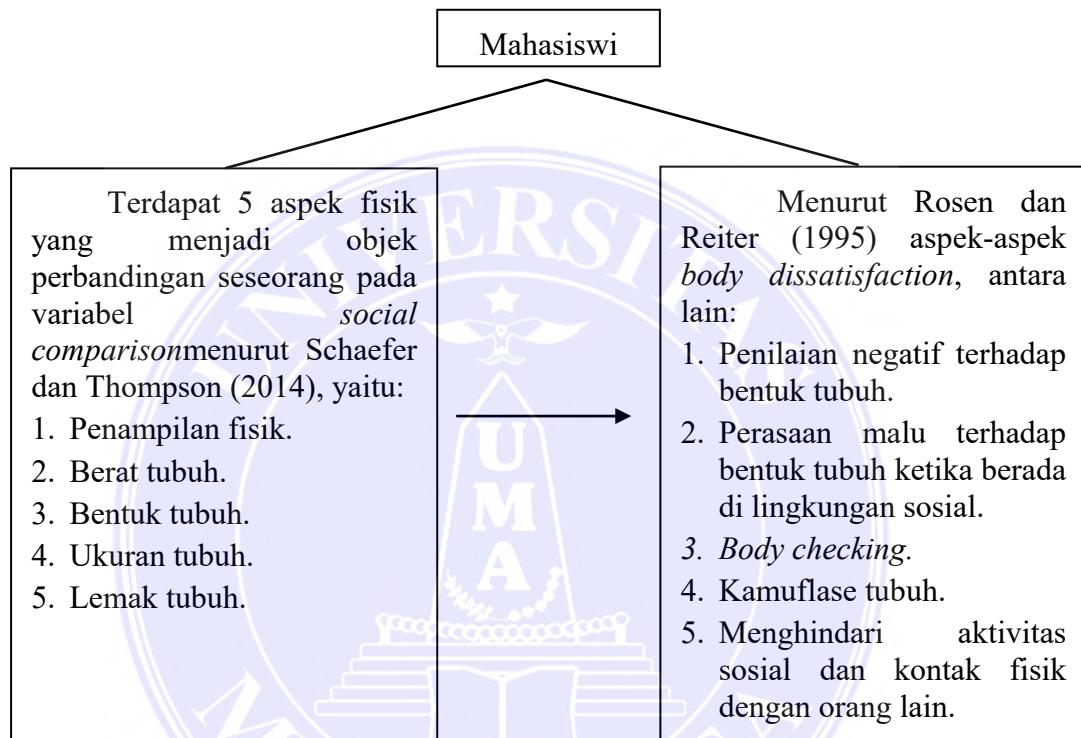 Mahasiswi
Terdapat 5 aspek fisik
yang menjadi objek
perbandingan seseorang pada
variabel social
comparisonmenurut Schaefer
dan Thompson (2014), yaitu:
1. Penampilan fisik.
2. Berat tubuh.
3. Bentuk tubuh.
4. Ukuran tubuh.
5. Lemak tubuh.
Menurut Rosen dan
Reiter (1995) aspek-aspek
body dissatisfaction, antara
lain:
1. Penilaian negatif terhadap
bentuk tubuh.
2. Perasaan malu terhadap
bentuk tubuh ketika berada
di lingkungan sosial.
3. Body checking.
4. Kamuflase tubuh.
5. Menghindari aktivitas
sosial dan kontak fisik
dengan orang lain.
UNIVERSITAS
UMA